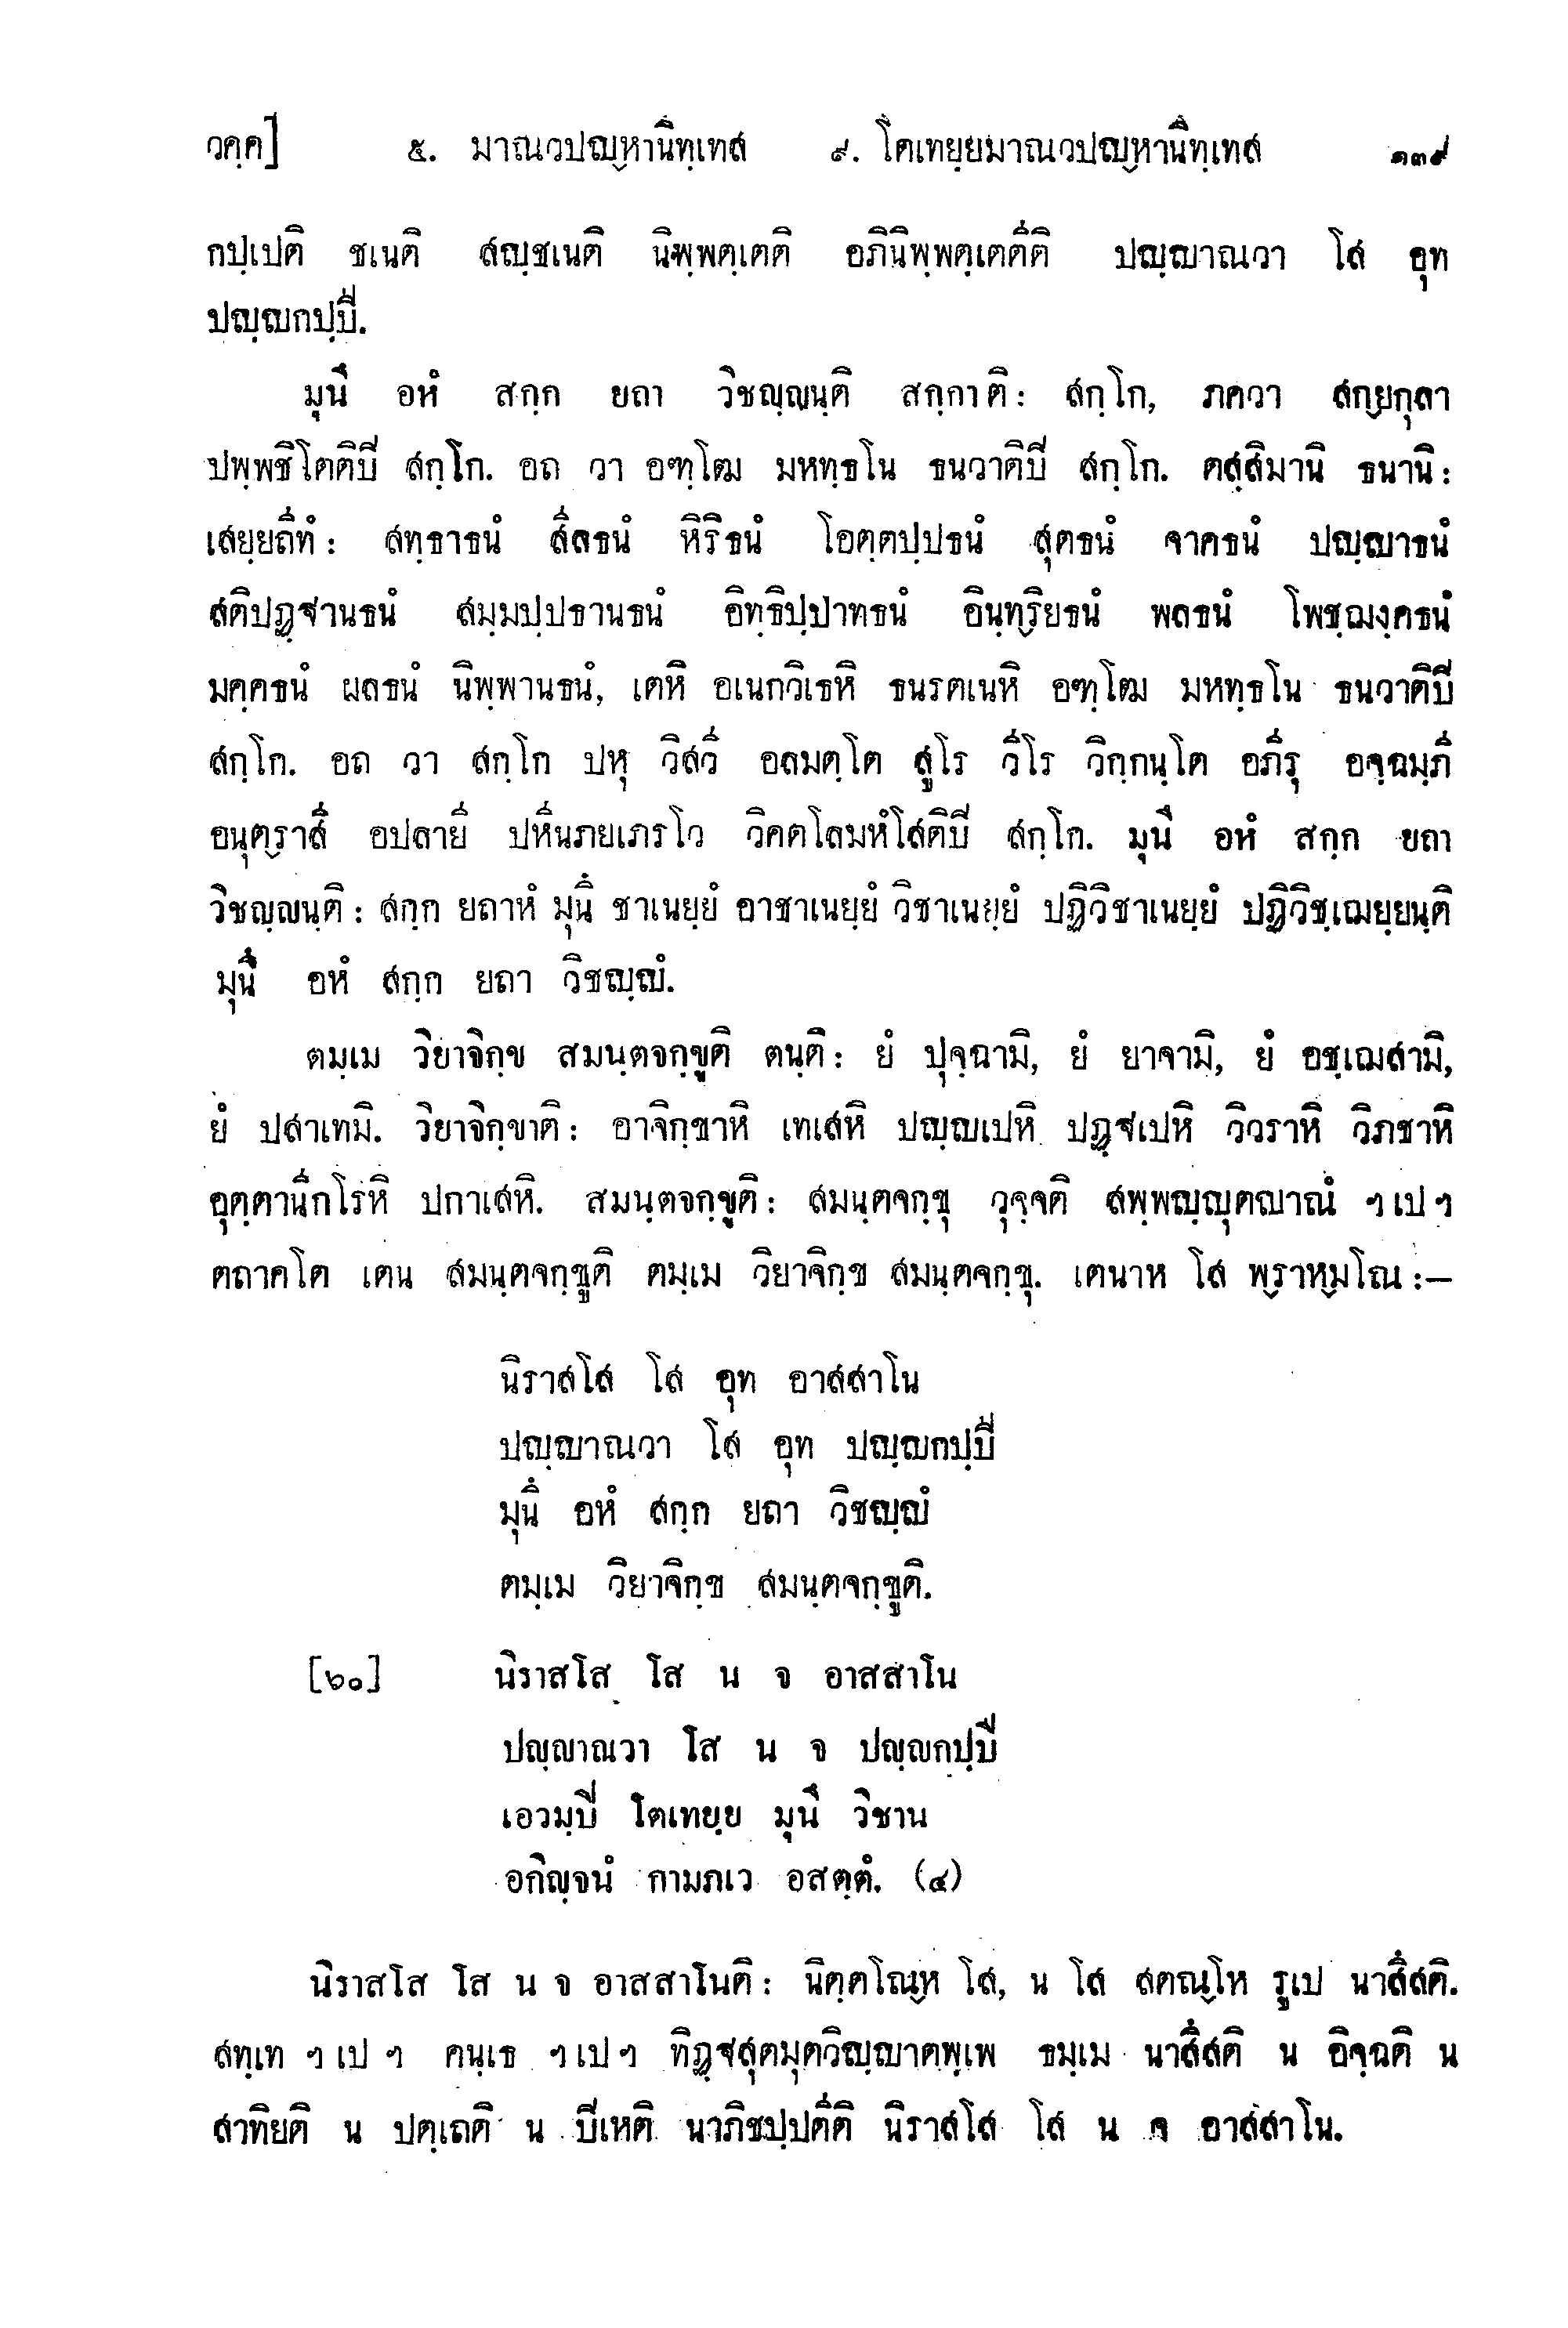 วคฺค] ๕. มาณวปญฺหานิทฺเทส ๙. โตเทยฺยมาณวปญฺหานิทฺเทส ๑๓๙
กปฺเปติ ชเนติ สญฺชเนติ นิพฺพตฺเตติ อภินิพฺพตฺเตตีติ ปญฺญาณวา โส อุท
ปญฺญกปฺปี.
มุนึ อหํ สกฺก ยถา วิชญฺญนฺติ สกฺกาติ: สกฺโก, ภควา สกฺยกุลา
ปพฺพชิโตติปิ สกฺโก. อถ วา อฑฺโฒ มหทฺธโน ธนวาติปิ สกฺโก. ตสฺสิมานิ ธนานิ:
เสยฺยถีทํ: สทฺธาธนํ สีลธนํ หิริธนํ โอตฺตปฺปธนํ สุตธนํ จาคธนํ ปญฺญาธนํ
สติปฏฺฐานธนํ สมฺมปฺปธานธนํ อิทฺธิปฺปาทธนํ อินฺทฺริยธนํ พลธนํ โพชฺฌงฺคธนํ
มคฺคธนํ ผลธนํ นิพฺพานธนํ, เตหิ อเนกวิเธหิ ธนรตเนหิ อฑฺโฒ มหทฺธโน ธนวาติปิ
สกฺโก. อถ วา สกฺโก ปหุ วิสวี อลมตฺโต สูโร วีโร วิกฺกนฺโต อภีรุ อจฺฉมฺภี
อนุตฺราสี อปลายี ปหีนภยเภรโว วิคตโลมหํโสติปิ สกฺโก. มุนึ อหํ สกฺก ยถา
วิชญฺญนฺติ: สกฺก ยถาหํ มุนึ ชาเนยฺยํ อาชาเนยฺยํ วิชาเนยฺยํ ปฏิวิชาเนยฺยํ ปฏิวิชฺเฌยฺยนฺติ
มุนึ อหํ สกฺก ยถา วิชญฺญํ.
ตมฺเม วิยาจิกฺข สมนฺตจกฺขูติ ตนฺติ: ยํ ปุจฺฉามิ, ยํ ยาจามิ, ยํ อชฺเฌสามิ,
ยํ ปสาเทมิ. วิยาจิกฺขาติ: อาจิกฺขาหิ เทเสหิ ปญฺญเปหิ ปฏฺฐเปหิ วิวราหิ วิภชาหิ
อุตฺตานีกโรหิ ปกาเสหิ. สมนฺตจกฺขูติ: สมนฺตจกฺขุ วุจฺจติ สพฺพญฺญุตญาณํ ฯ เป ฯ
ตถาคโต เตน สมนฺตจกฺขูติ ตมฺเม วิยาจิกฺข สมนฺตจกฺขุ. เตนาห โส พฺราหฺมโณ :—
นิราสโส โส อุท อาสสาโน
ปญฺญาณวา โส อุท ปญฺญกปฺปี
มุนึ อหํ สกฺก ยถา วิชญฺญํ
ตมฺเม วิยาจิกฺข สมนฺตจกฺขูติ.
[๖๐] นิราสโส โส น จ อาสสาโน
ปญฺญาณวา โส น จ ปญฺญกปฺปี
เอวมฺปิ โตเทยฺย มุนึ วิชาน
อกิญฺจนํ กามภเว อสตฺตํ. (๔)
นิราสโส โส น จ อาสสาโนติ: นิตฺตโณฺห โส, น โส สตณฺโห รูเป นาสีสติ.
สทฺเท ฯ เป ฯ คนฺเธ ฯ เป ฯ ทิฏฺฐสุตมุตวิญฺญาตพฺเพ ธมฺเม นาสีสติ น อิจฺฉติ น
สาทิยติ น ปตฺเถติ น ปิเหติ นาภิชปฺปตีติ นิราสโส โส น จ อาสสาโน.